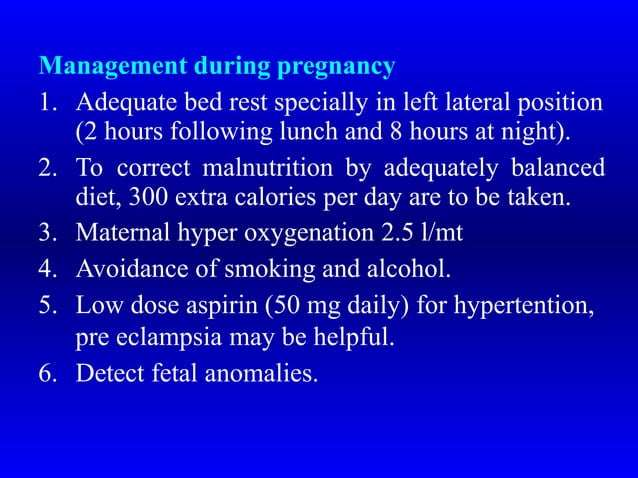 Management during pregnancy
1. Adequate bed rest specially in left lateral position
(2 hours following lunch and 8 hours at night).
2. To correct malnutrition by adequately balanced
diet, 300 extra calories per day are to be taken.
3. Maternal hyper oxygenation 2.5 l/mt
4. Avoidance of smoking and alcohol.
5. Low dose aspirin (50 mg daily) for hypertention,
pre eclampsia may be helpful.
6. Detect fetal anomalies.